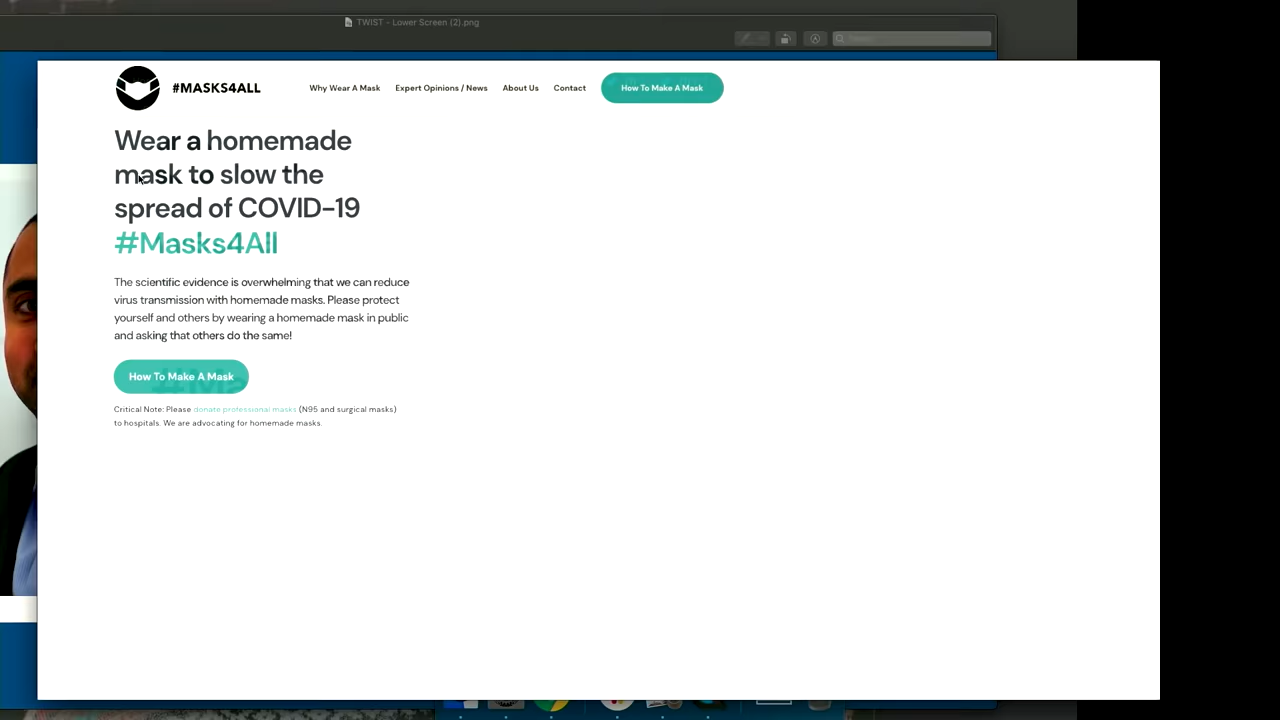 TWIST - Lower Screen (2).png
#MASKS4ALL
Why Wear A Mask
Expert Opinions / News
About Us
Contact
How To Make A Mask
Wear a homemade
mask to slow the
spread of COVID-19
#Masks4All
The scientific evidence is overwhelming that we can reduce
virus transmission with homemade masks. Please protect
yourself and others by wearing a homemade mask in public
and asking that others do the same!
How To Make A Mask
Critical Note: Please donate professional masks (N95 and surgical masks)
to hospitals. We are advocating for homemade masks.